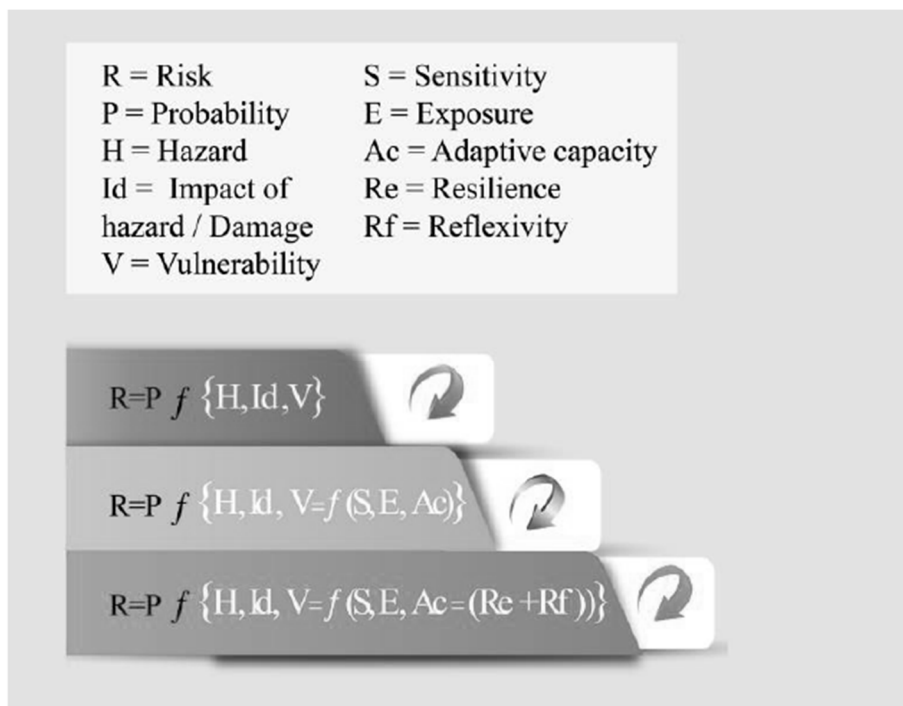 R = Risk
P = Probability
H = Hazard
Id = Impact of
hazard / Damage
V = Vulnerability
S = Sensitivity
E = Exposure
Ac = Adaptive capacity
Re = Resilience
Rf = Reflexivity
R=P f {H,Id,V}
R=P f {H,Id, V=f(S,E,Ac)}
R=P f {H,Id, V=f(S,E,Ac=(Re+Rf))}